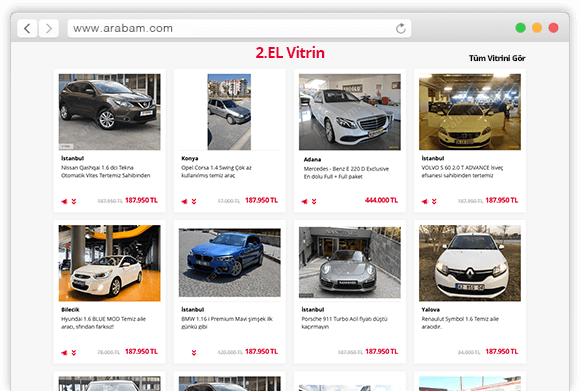 www.arabam.com
2.EL Vitrin
Tüm Vitrini Gör
İstanbul
Nissan Qashqai 1.6 dci Tekna
Otomatik Vites Tertemiz Sahibinden
187.950 TL 187.950 TL
Konya
Opel Corsa 1.4 Swing Çok az
kullanılmış temiz araç
17.000 TL 187.950 TL
Adana
Mercedes - Benz E 220 D Exclusive
En dolu Full + Full paket
444.000 TL
İstanbul
VOLVO S 60 2.0 T ADVANCE İsveç
efsanesi sahibinden tertemiz
187.950 TL 187.950 TL
Bilecik
Hyundai 1.6 BLUE MOD Temiz aile
aracı, sfından farksız!
78.000 TL 187.950 TL
İstanbul
BMW 1.16 i Premium Mavi şimşek ilk
günkü gibi
120.000 TL 187.950 TL
İstanbul
Porsche 911 Turbo Acil fiyatı düştü
kaçırmayın
187.950 TL 187.950 TL
Yalova
Renaulut Symbol 1.6 Temiz aile
aracıdır.
34.000 TL 187.950 TL